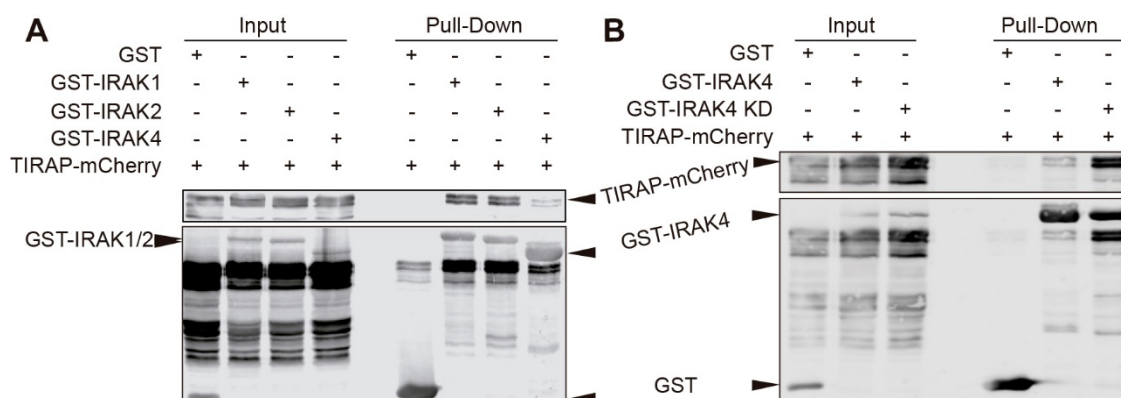 A
Input
Pull-Down
GST + - - - + - - -
GST-IRAK1 - + - - - + - -
GST-IRAK2 - - + - - - + -
GST-IRAK4 - - - + - - - +
TIRAP-mCherry + + + + + + + +
GST-IRAK1/2
TIRAP-mCherry
GST-IRAK4
GST
B
Input
Pull-Down
GST + - - + - -
GST-IRAK4 - + - - + -
GST-IRAK4 KD - - + - - +
TIRAP-mCherry + + + + + +